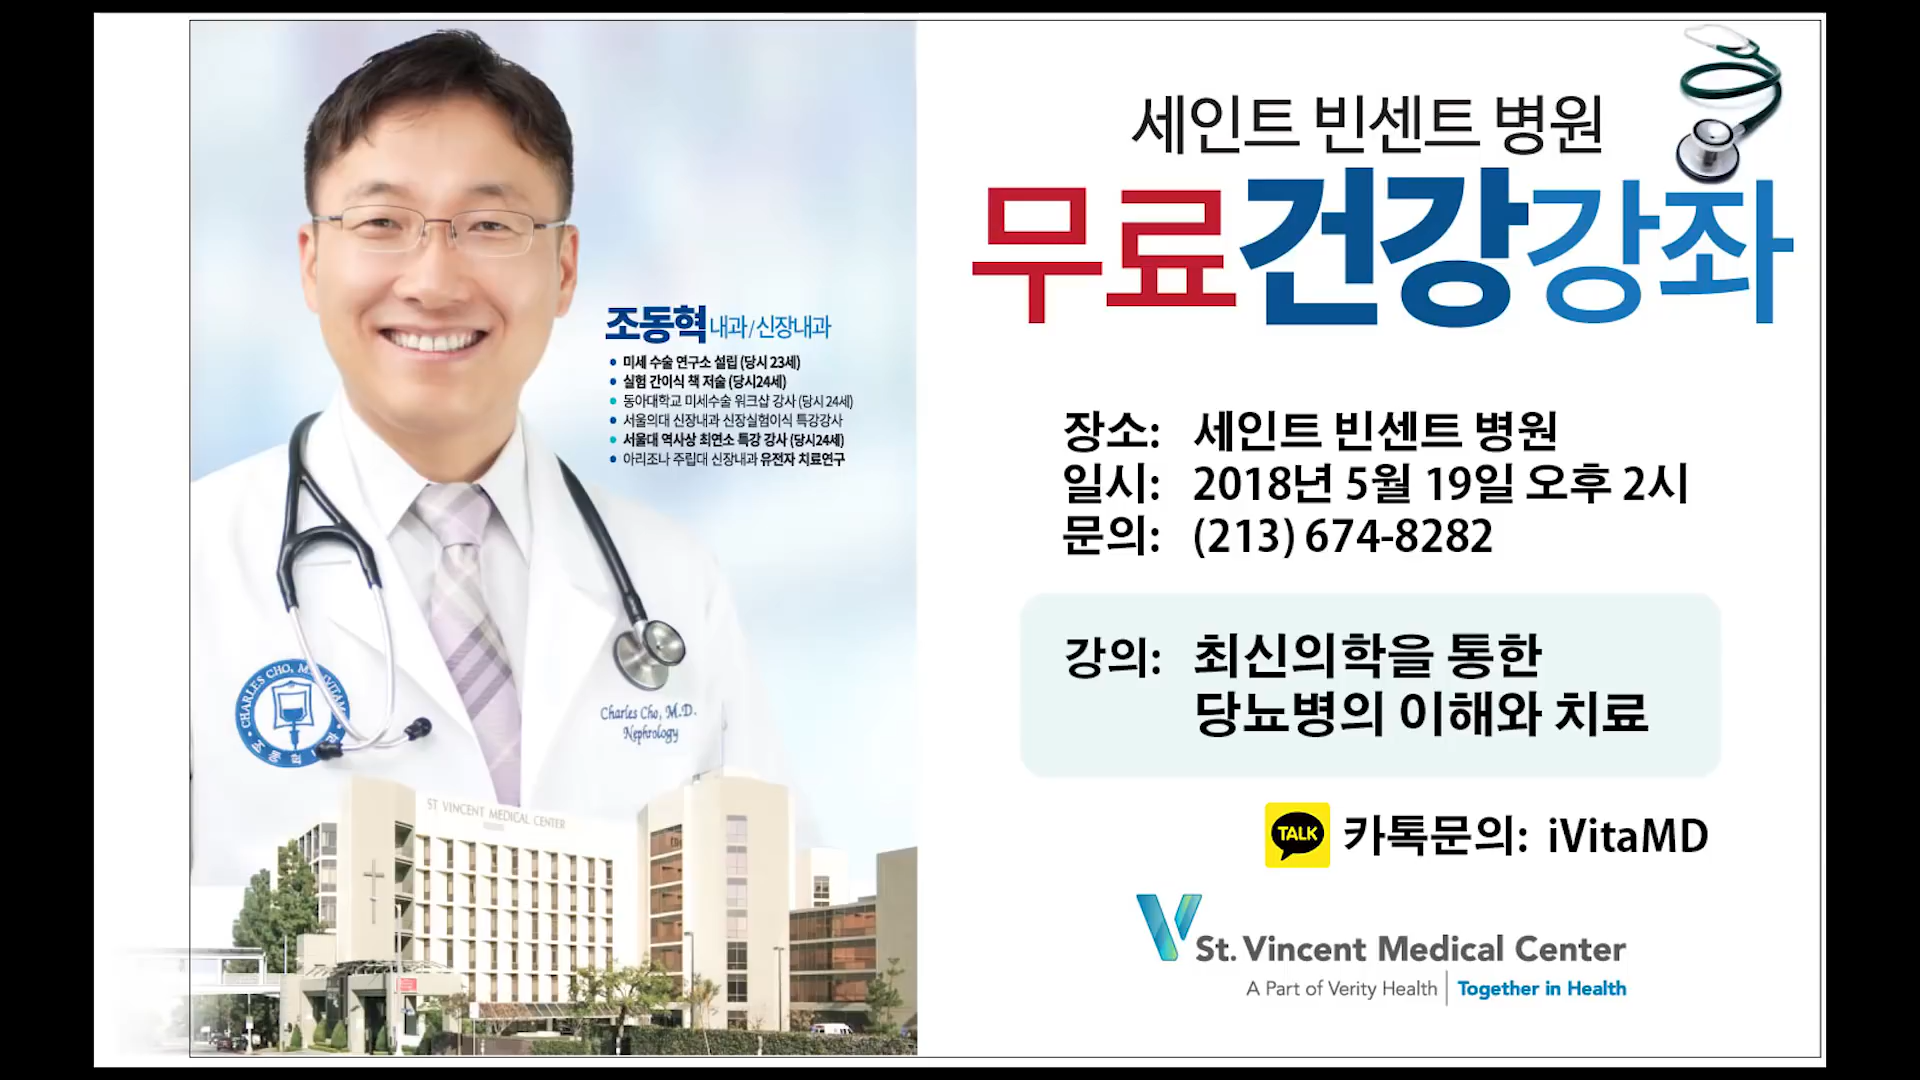 세인트 빈센트 병원
무료건강강좌
조동혁 내과/신장내과
• 미세 수술 연구소 설립 (당시 23세)
• 실험 간이식 책 저술 (당시24세)
• 동아대학교 미세수술 워크샵 강사 (당시 24세)
• 서울의대 신장내과 신장실험이식 특강강사
• 서울대 역사상 최연소 특강 강사 (당시24세)
• 아리조나 주립대 신장내과 유전자 치료연구
장소: 세인트 빈센트 병원
일시: 2018년 5월 19일 오후 2시
문의: (213) 674-8282
강의: 최신의학을 통한
당뇨병의 이해와 치료
CHARLES CHO, M.
Charles Cho, M.D.
Nephrology
ST VINCENT MEDICAL CENTER
TALK 카톡문의: iVitaMD
St. Vincent Medical Center
A Part of Verity Health | Together in Health